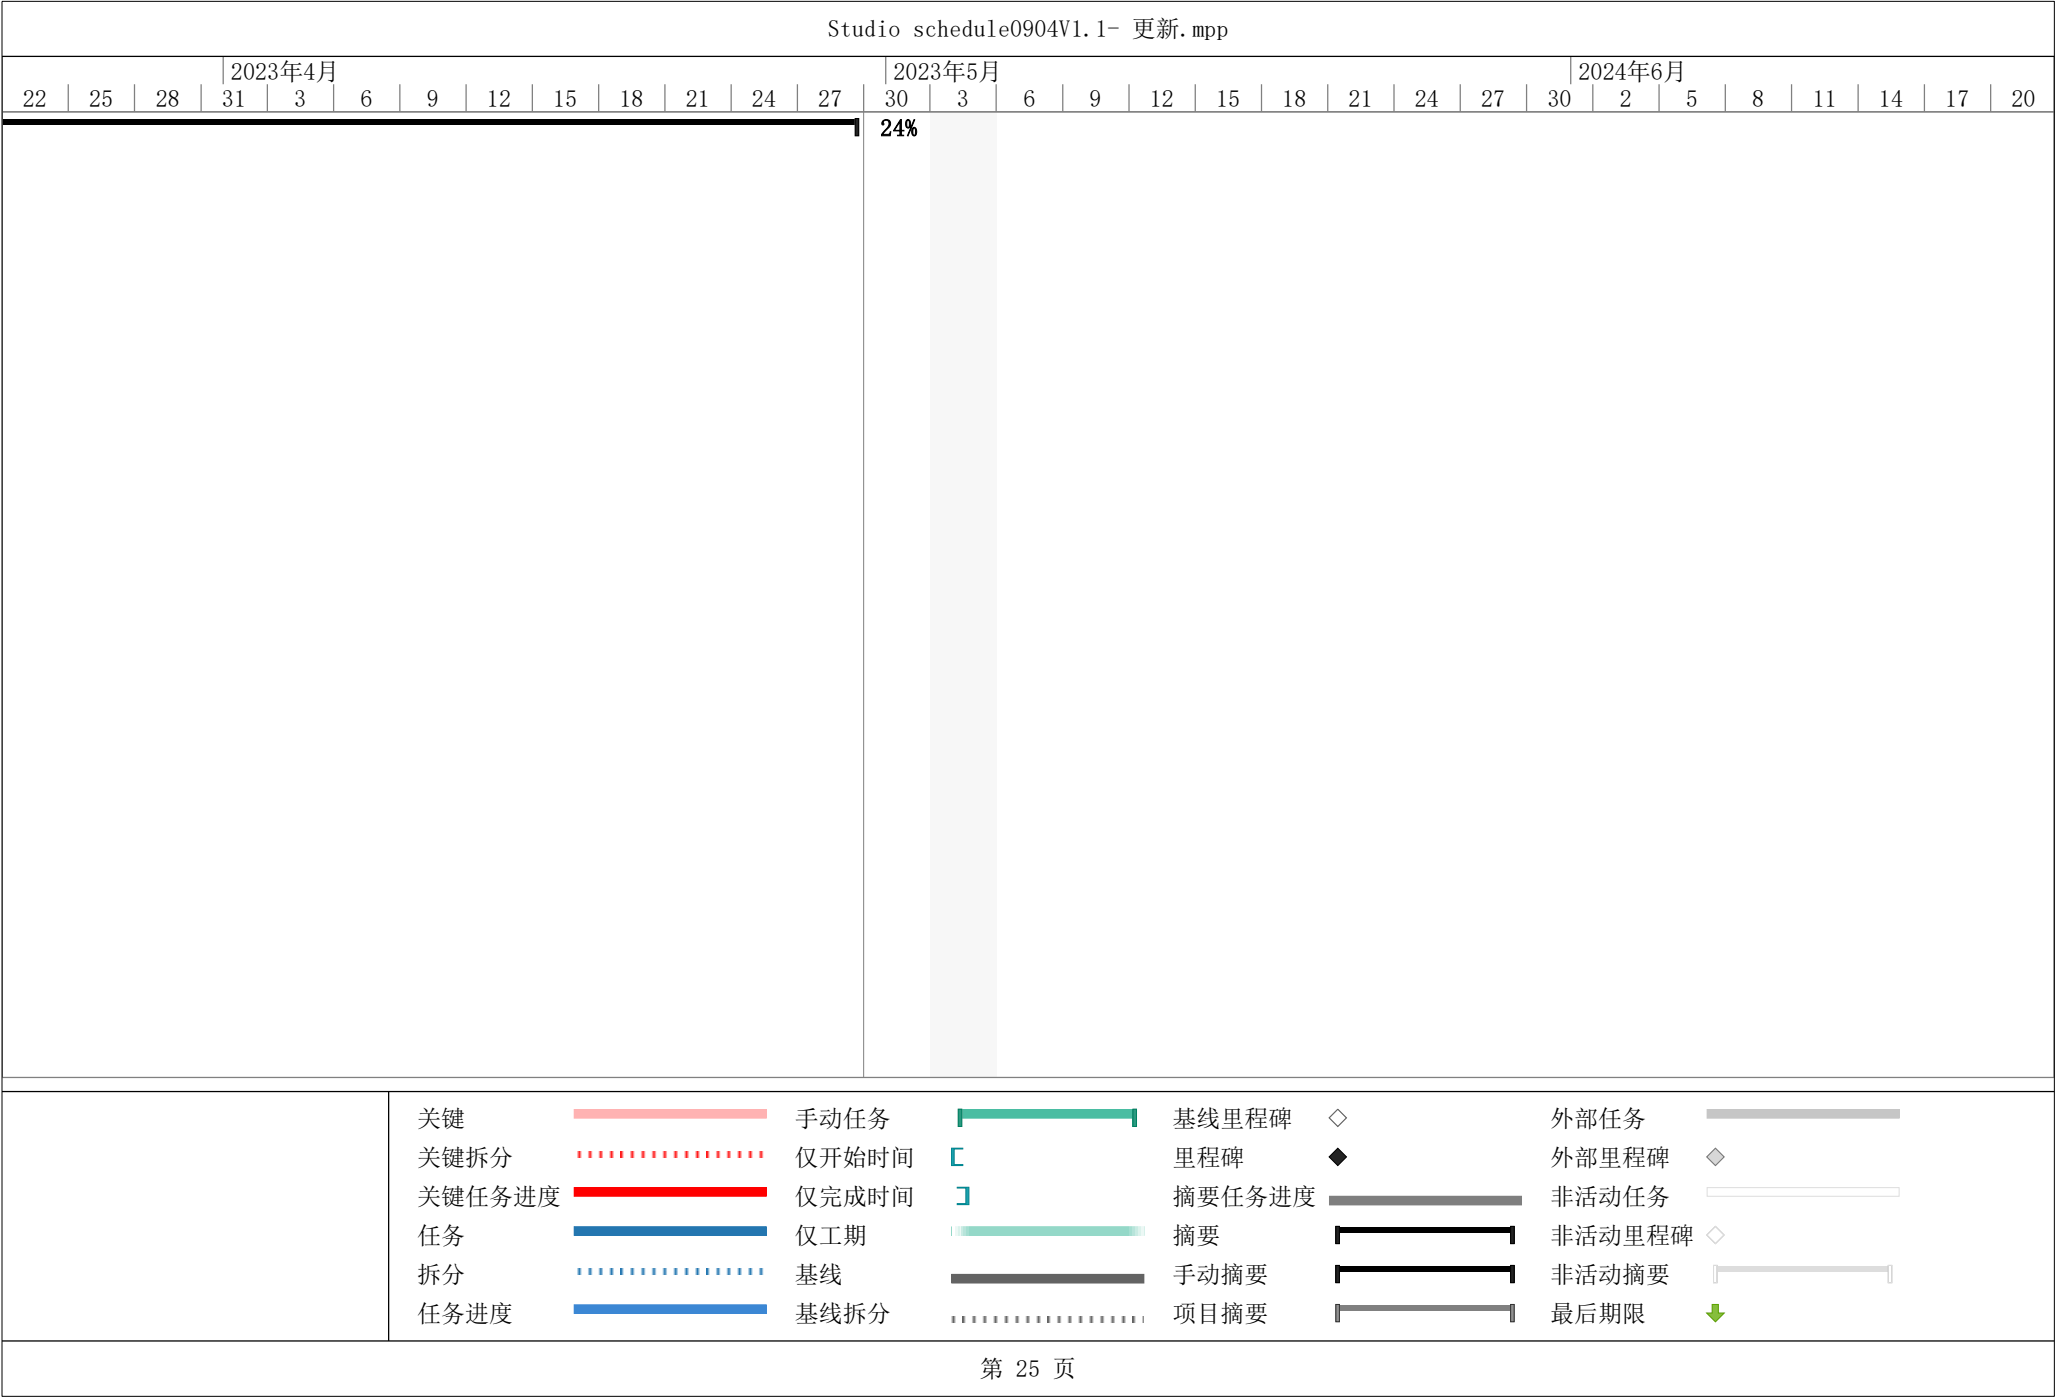 Studio schedule0904V1.1- 更新.mpp
2023年4月 2023年5月 2024年6月
22 25 28 31 3 6 9 12 15 18 21 24 27 30 3 6 9 12 15 18 21 24 27 30 2 5 8 11 14 17 20
24%
关键 手动任务 基线里程碑 外部任务
关键拆分 仅开始时间 里程碑 外部里程碑
关键任务进度 仅完成时间 摘要任务进度 非活动任务
任务 仅工期 摘要 非活动里程碑
拆分 基线 手动摘要 非活动摘要
任务进度 基线拆分 项目摘要 最后期限
第 25 页